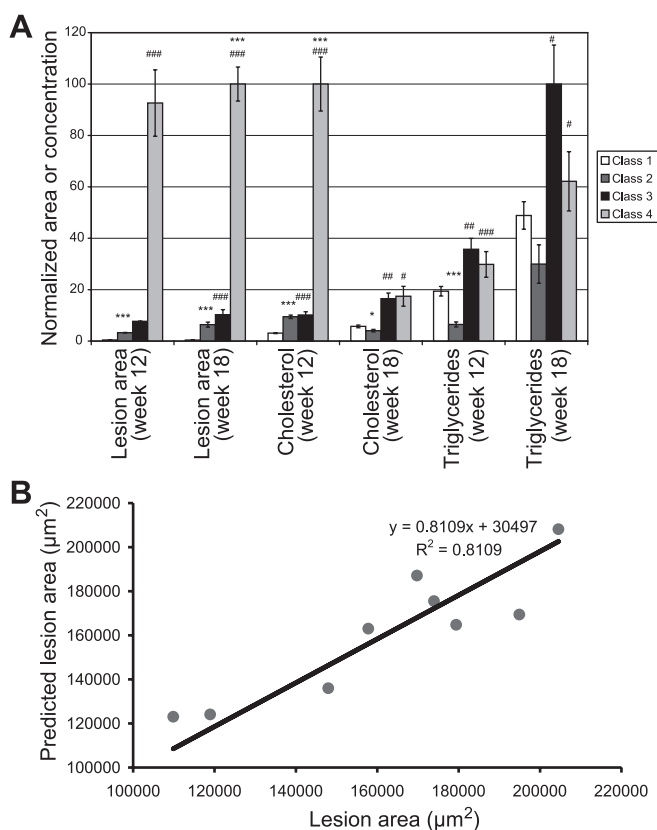 A
Normalized area or concentration
120
100
80
60
40
20
0
***
###
***
###
***
###
***
###
***
###
*
##
#
***
##
###
#
#
Class 1
Class 2
Class 3
Class 4
Lesion area
(week 12)
Lesion area
(week 18)
Cholesterol
(week 12)
Cholesterol
(week 18)
Triglycerides
(week 12)
Triglycerides
(week 18)
B
Predicted lesion area (µm²)
220000
200000
180000
160000
140000
120000
100000
y = 0.8109x + 30497
R² = 0.8109
100000 120000 140000 160000 180000 200000 220000
Lesion area (µm²)